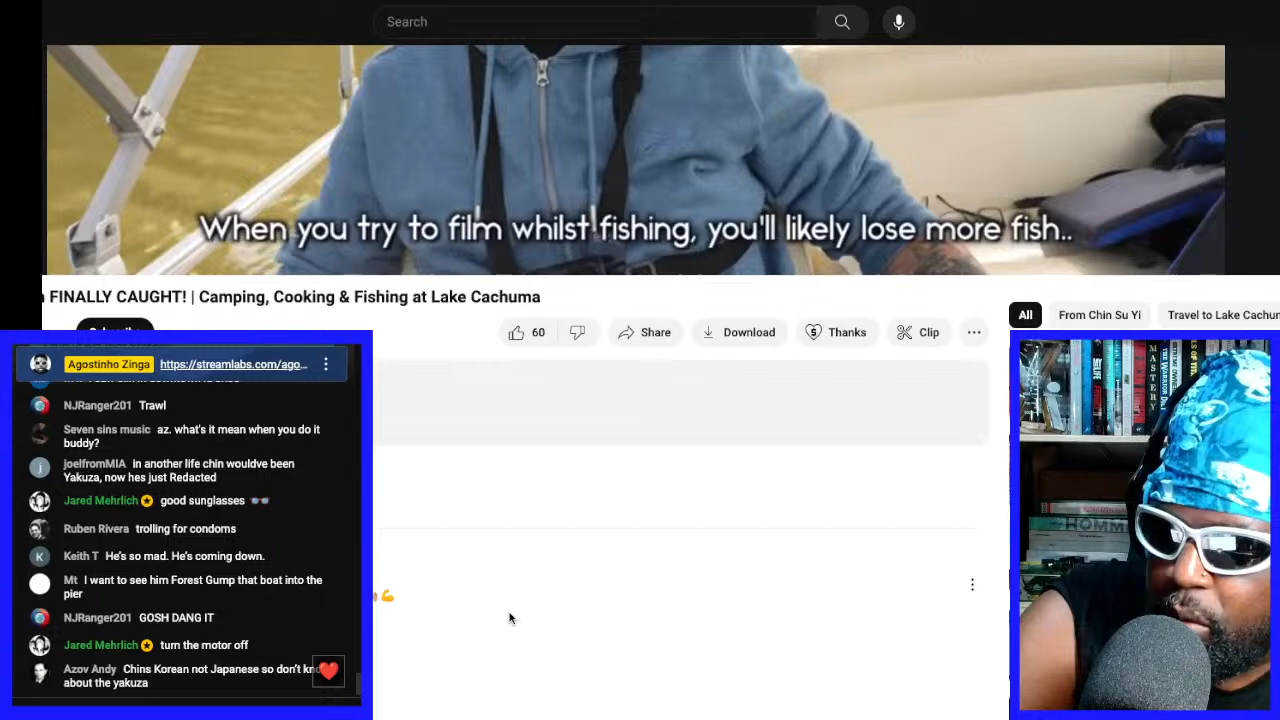 Search
When you try to film whilst fishing, you'll likely lose more fish..
FINALLY CAUGHT! | Camping, Cooking & Fishing at Lake Cachuma
60
Share
Download
Thanks
Clip
All
From Chin Su Yi
Agostinho Zinga https://streamlabs.com/ago...
NJRanger201 Trawl
Seven sins music az. what's it mean when you do it
buddy?
joelfromMIA in another life chin wouldve been
Yakuza, now hes just Redacted
Jared Mehrlich good sunglasses 🕶️
Ruben Rivera trolling for condoms
K
Keith T He's so mad. He's coming down.
Mt I want to see him Forest Gump that boat into the
pier
NJRanger201 GOSH DANG IT
Jared Mehrlich turn the motor off
Azov Andy Chins Korean not Japanese so don't
about the yakuza
MASTERY